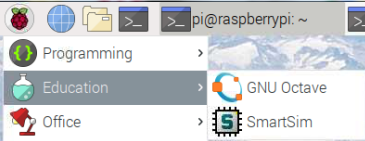 pi@raspberrypi: ~
Programming
Education
GNU Octave
Office
SmartSim